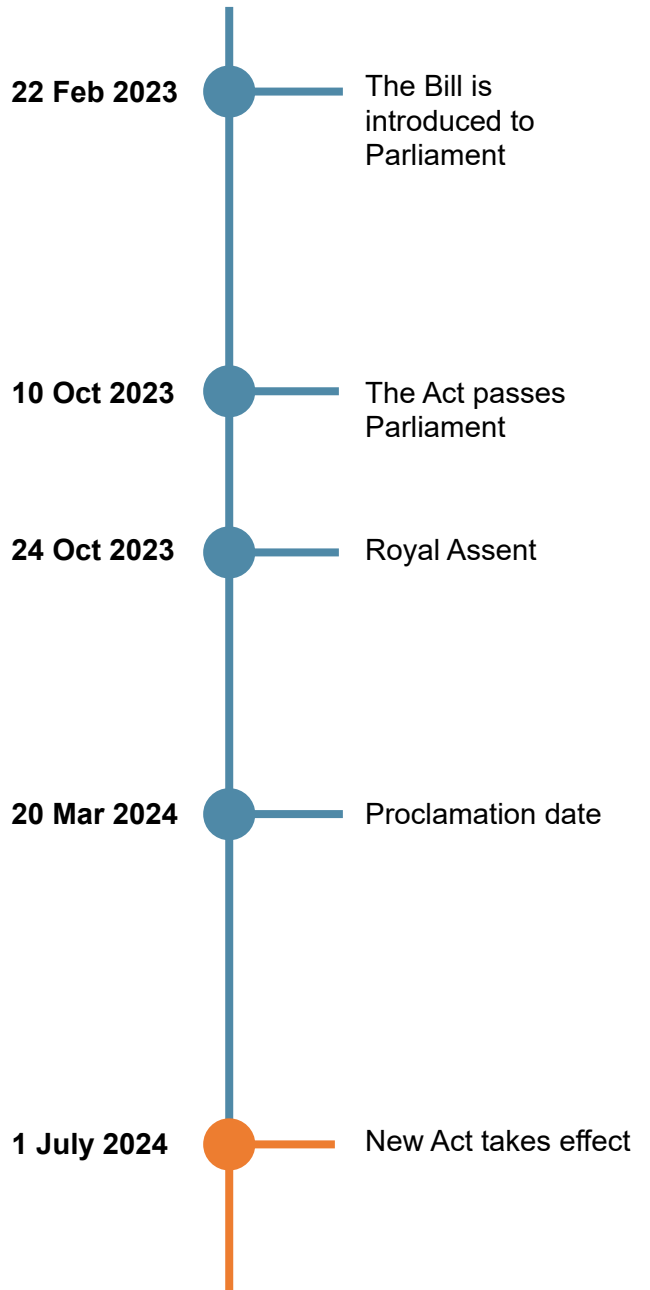 22 Feb 2023
The Bill is
introduced to
Parliament
10 Oct 2023
The Act passes
Parliament
24 Oct 2023
Royal Assent
20 Mar 2024
Proclamation date
1 July 2024
New Act takes effect